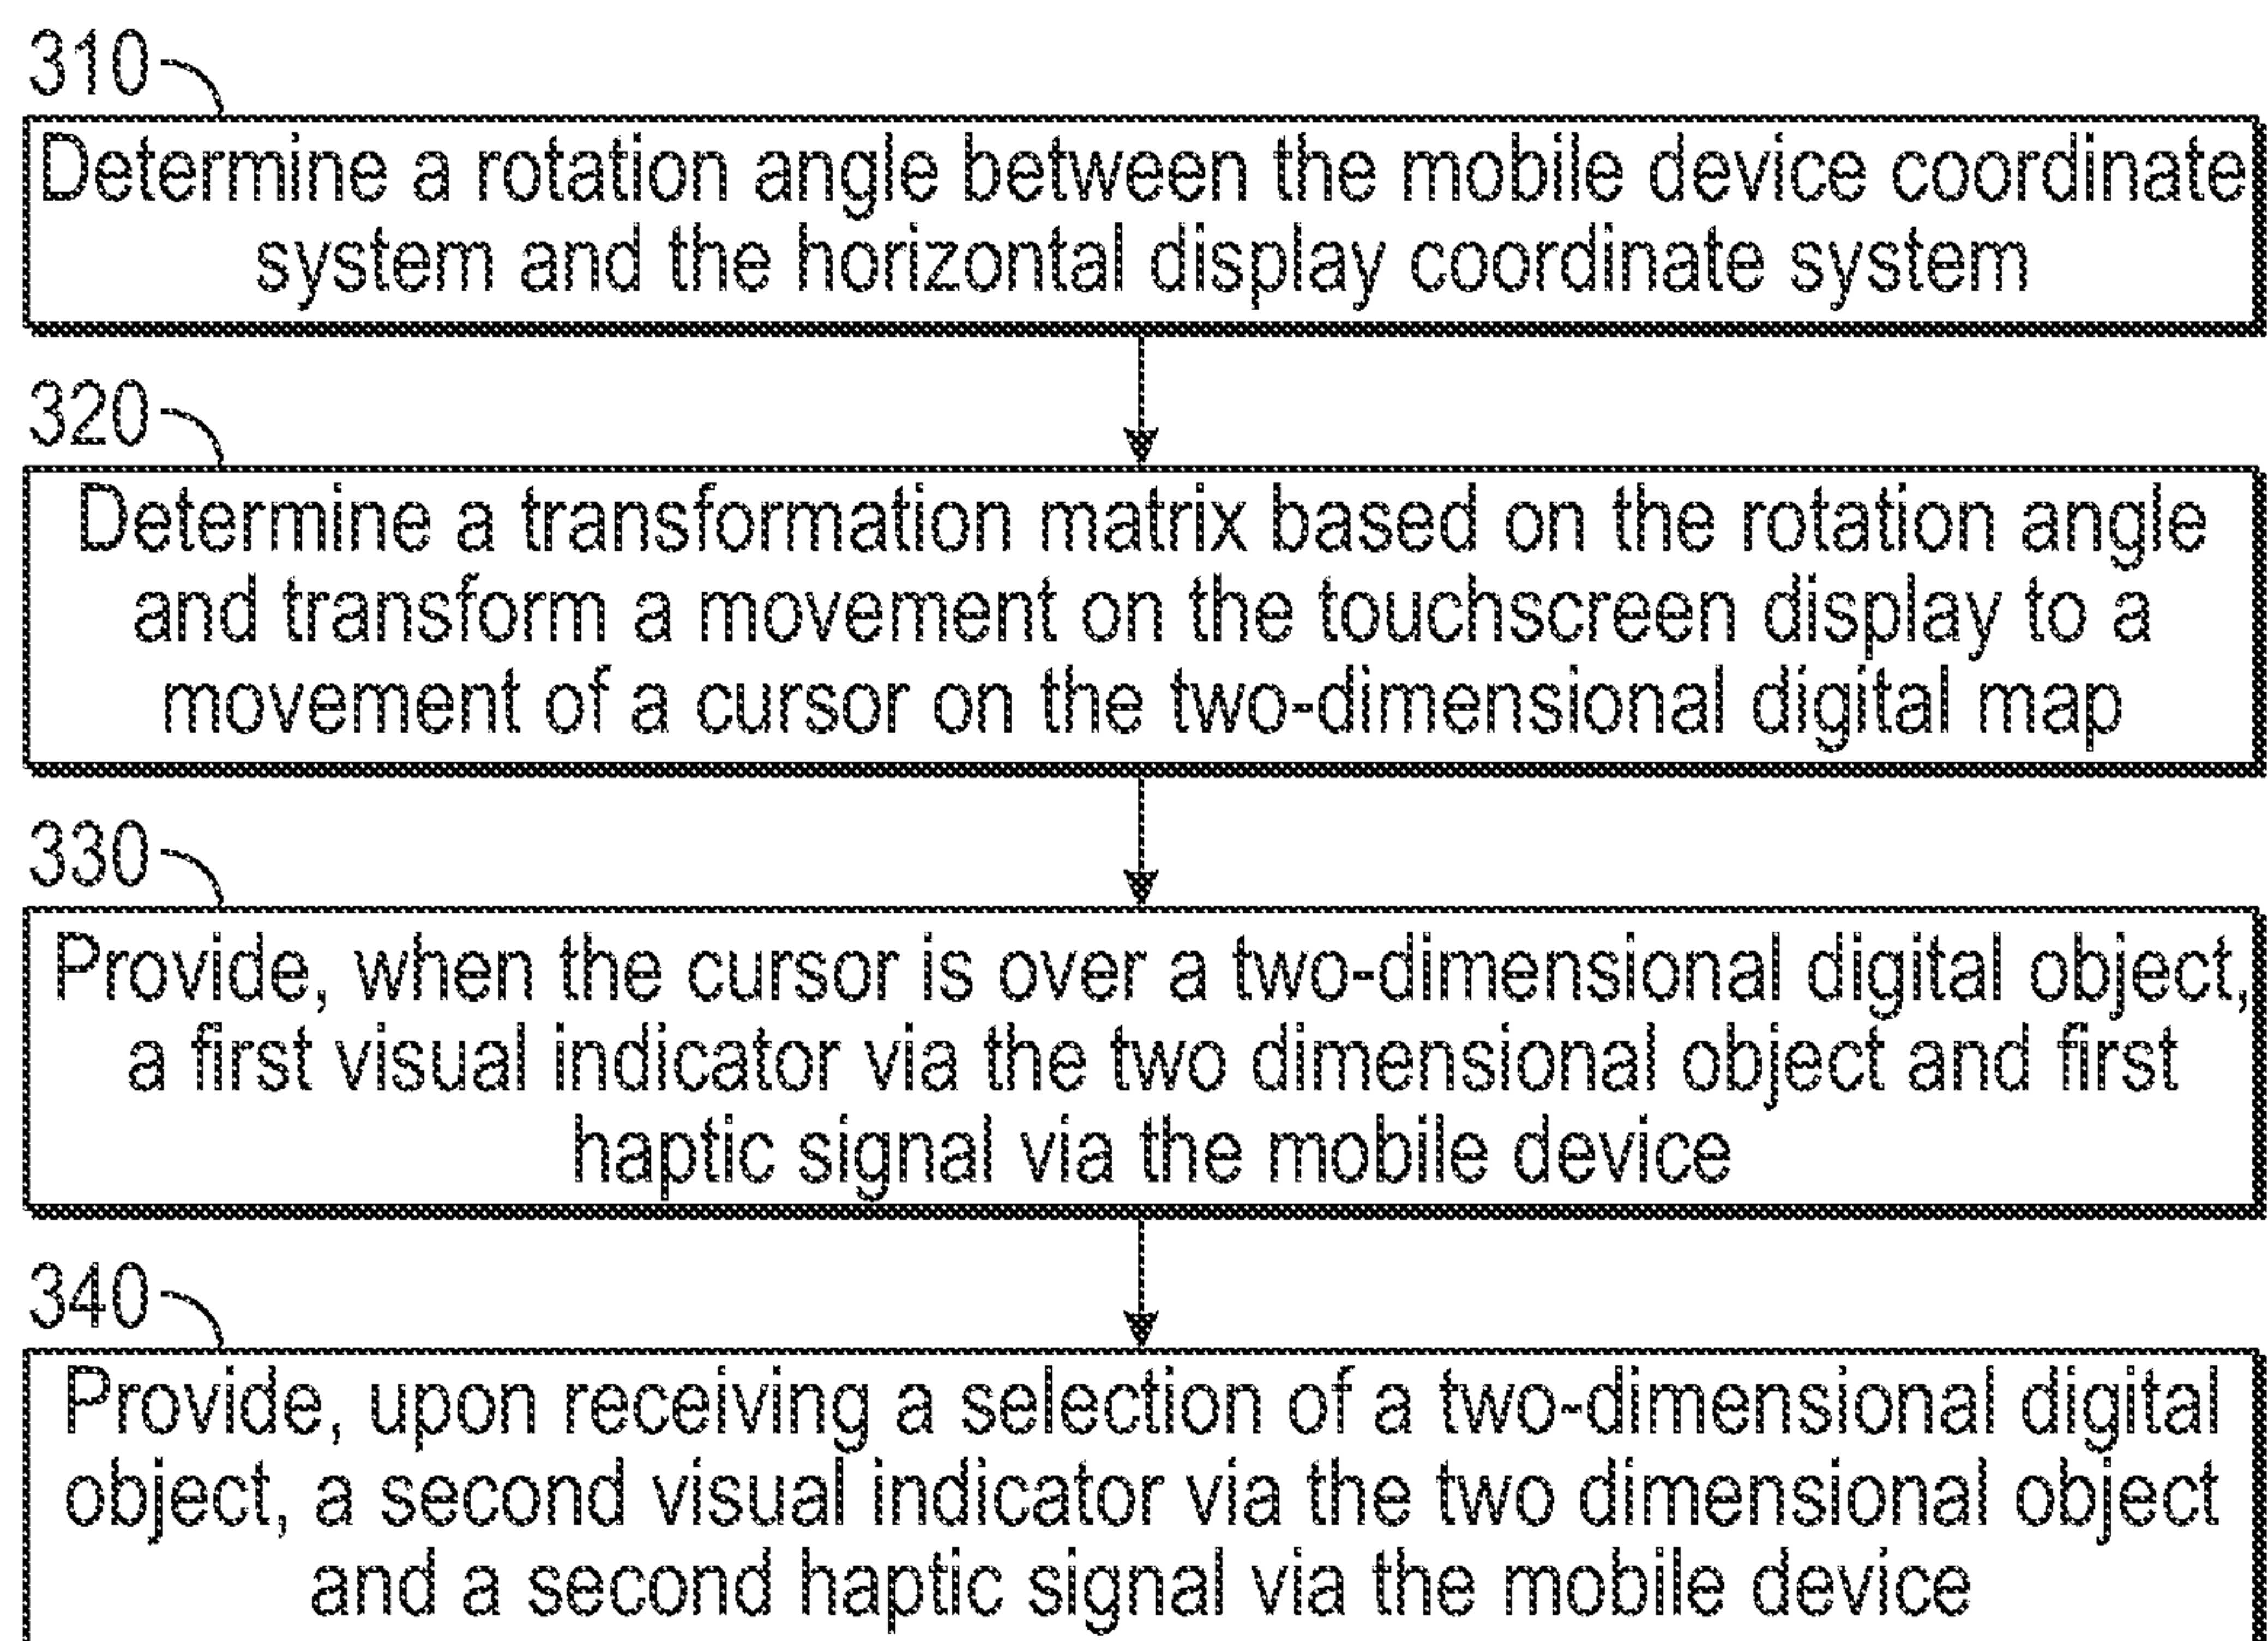 310
Determine a rotation angle between the mobile device coordinate
system and the horizontal display coordinate system
320
Determine a transformation matrix based on the rotation angle
and transform a movement on the touchscreen display to a
movement of a cursor on the two-dimensional digital map
330
Provide, when the cursor is over a two-dimensional digital object,
a first visual indicator via the two dimensional object and first
haptic signal via the mobile device
340
Provide, upon receiving a selection of a two-dimensional digital
object, a second visual indicator via the two dimensional object
and a second haptic signal via the mobile device